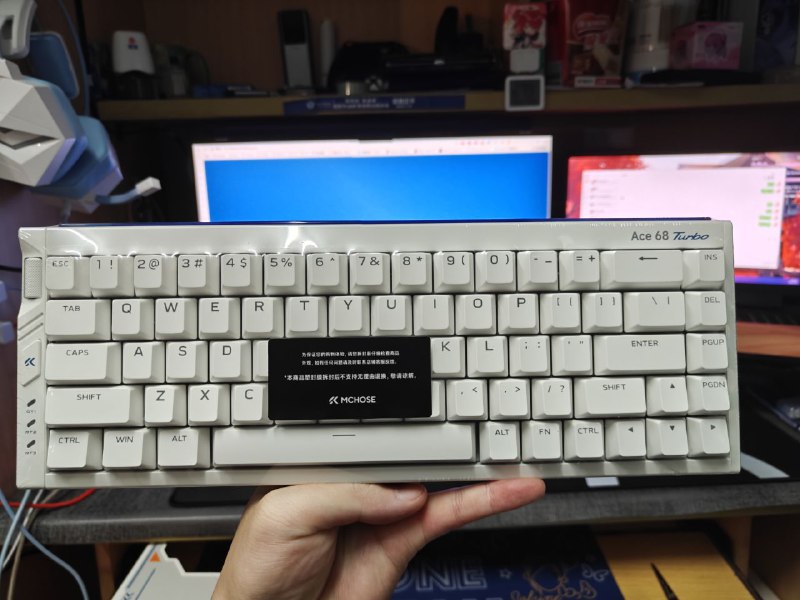 Ace 68 Turbo
ESC 1 ! 2 @ 3 # 4 $ 5 % 6 ^ 7 & 8 * 9 ( 0 ) - _ = + ← INS
TAB Q W E R T Y U I O P [ { ] } \ | DEL
CAPS A S D K L ; : ' " ENTER PGUP
SHIFT Z X C , < . > / ? SHIFT ▲ PGDN
CTRL WIN ALT ALT FN CTRL ◄ ▼ ►
为保证您的购物体验，请您拆封前仔细检查商品
*本商品塑封膜拆封后不支持无理由退换，敬请谅解。
MCHOSE